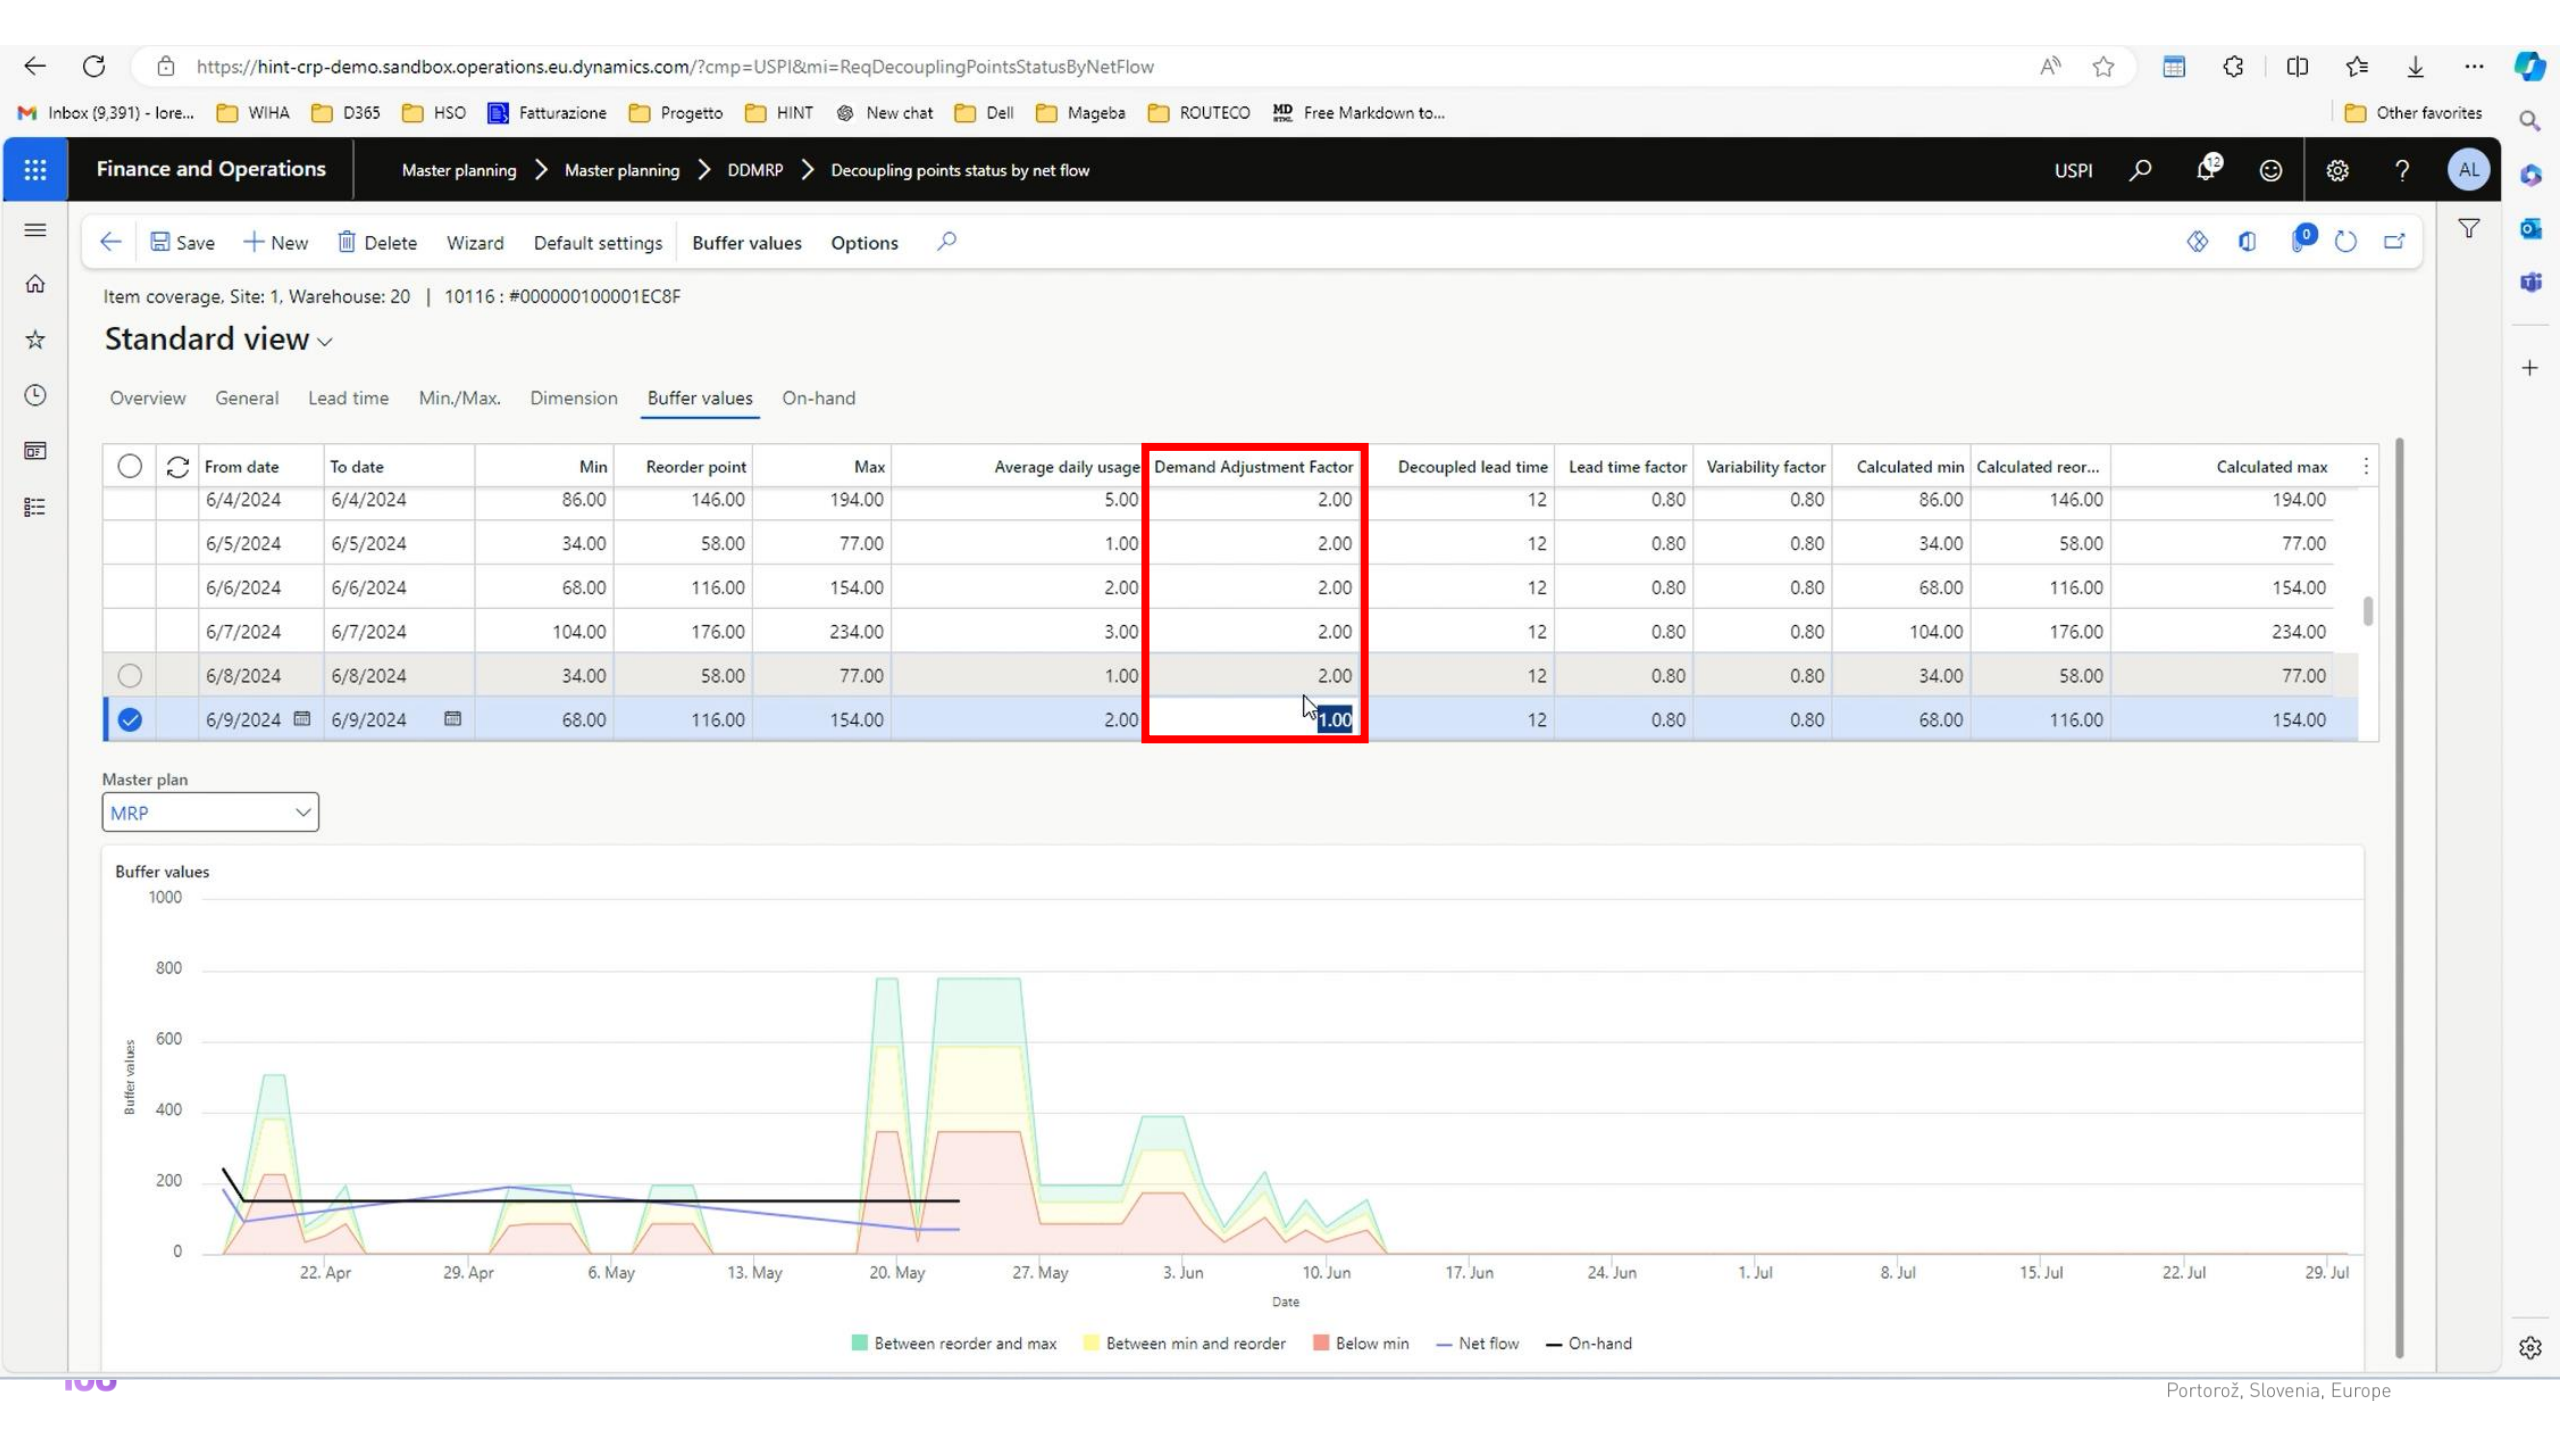 https://hint-crp-demo.sandbox.operations.eu.dynamics.com/?cmp=USPI&mi=ReqDecouplingPointsStatusByNetFlow
Inbox (9,391) - lore... WIHA D365 HSO Fatturazione Progetto HINT New chat Dell Mageba ROUTECO Free Markdown to... Other favorites
Finance and Operations Master planning > Master planning > DDMRP > Decoupling points status by net flow USPI 12 ? AL
Save + New Delete Wizard Default settings Buffer values Options 0
Item coverage, Site: 1, Warehouse: 20 | 10116 : #000000100001EC8F
Standard view
Overview General Lead time Min./Max. Dimension Buffer values On-hand
From date To date Min Reorder point Max Average daily usage Demand Adjustment Factor Decoupled lead time Lead time factor Variability factor Calculated min Calculated reor... Calculated max
6/4/2024 6/4/2024 86.00 146.00 194.00 5.00 2.00 12 0.80 0.80 86.00 146.00 194.00
6/5/2024 6/5/2024 34.00 58.00 77.00 1.00 2.00 12 0.80 0.80 34.00 58.00 77.00
6/6/2024 6/6/2024 68.00 116.00 154.00 2.00 2.00 12 0.80 0.80 68.00 116.00 154.00
6/7/2024 6/7/2024 104.00 176.00 234.00 3.00 2.00 12 0.80 0.80 104.00 176.00 234.00
6/8/2024 6/8/2024 34.00 58.00 77.00 1.00 2.00 12 0.80 0.80 34.00 58.00 77.00
6/9/2024 6/9/2024 68.00 116.00 154.00 2.00 1.00 12 0.80 0.80 68.00 116.00 154.00
Master plan
MRP
Buffer values
1000
800
600
400
200
0
Buffer values
22. Apr 29. Apr 6. May 13. May 20. May 27. May 3. Jun 10. Jun 17. Jun 24. Jun 1. Jul 8. Jul 15. Jul 22. Jul 29. Jul
Date
Between reorder and max Between min and reorder Below min Net flow On-hand
Portorož, Slovenia, Europe